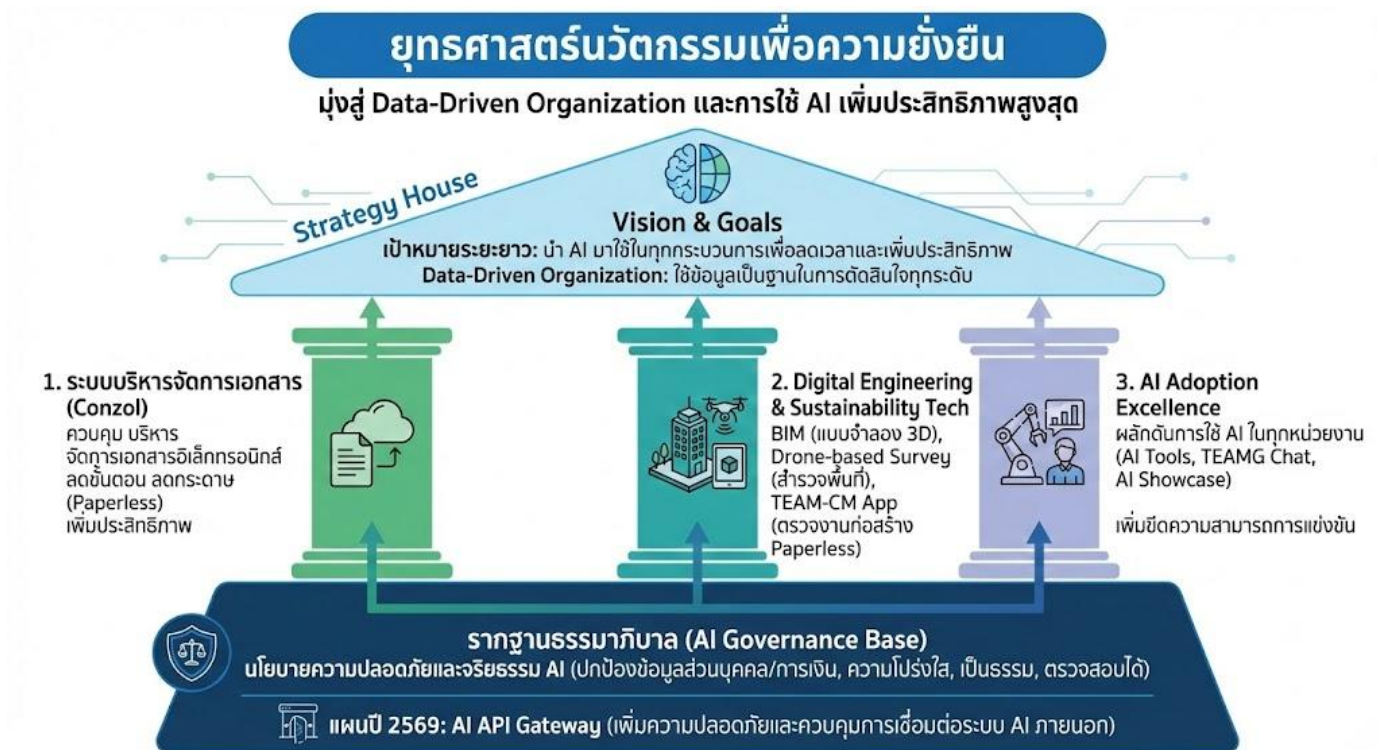 ยุทธศาสตร์นวัตกรรมเพื่อความยั่งยืน
มุ่งสู่ Data-Driven Organization และการใช้ AI เพิ่มประสิทธิภาพสูงสุด
Strategy House
Vision & Goals
เป้าหมายระยะยาว: นำ AI มาใช้ในทุกกระบวนการเพื่อลดเวลาและเพิ่มประสิทธิภาพ
Data-Driven Organization: ใช้ข้อมูลเป็นฐานในการตัดสินใจทุกระดับ
1. ระบบบริหารจัดการเอกสาร
(Conzol)
ควบคุม บริหาร
จัดการเอกสารอิเล็กทรอนิกส์
ลดขั้นตอน ลดกระดาษ
(Paperless)
เพิ่มประสิทธิภาพ
2. Digital Engineering
& Sustainability Tech
BIM (แบบจำลอง 3D),
Drone-based Survey
(สำรวจพื้นที่),
TEAM-CM App
(ตรวจงานก่อสร้าง
Paperless)
3. AI Adoption
Excellence
ผลักดันการใช้ AI ในทุกหน่วยงาน
(AI Tools, TEAMG Chat,
AI Showcase)
เพิ่มขีดความสามารถการแข่งขัน
รากฐานธรรมาภิบาล (AI Governance Base)
นโยบายความปลอดภัยและจริยธรรม AI (ปกป้องข้อมูลส่วนบุคคล/การเงิน, ความโปร่งใส, เป็นธรรม, ตรวจสอบได้)
แผนปี 2569: AI API Gateway (เพิ่มความปลอดภัยและควบคุมการเชื่อมต่อระบบ AI ภายนอก)